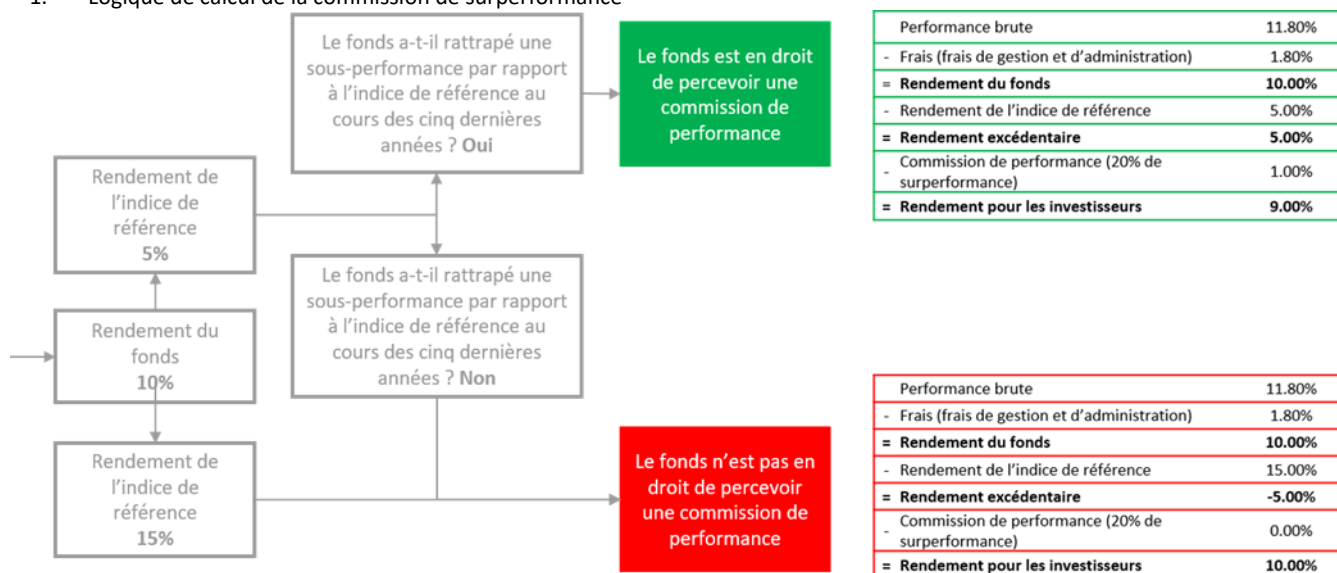 1. Logique de calcul de la commission de surperformance
Le fonds a-t-il rattrapé une
sous-performance par rapport
à l'indice de référence au
cours des cinq dernières
années ? Oui
Le fonds est en droit
de percevoir une
commission de
performance
Rendement de
l'indice de
référence
5%
Le fonds a-t-il rattrapé une
sous-performance par rapport
à l'indice de référence au
cours des cinq dernières
années ? Non
Rendement du
fonds
10%
Rendement de
l'indice de
référence
15%
Le fonds n'est pas en
droit de percevoir
une commission de
performance
Performance brute 11.80%
- Frais (frais de gestion et d'administration) 1.80%
= Rendement du fonds 10.00%
- Rendement de l'indice de référence 5.00%
= Rendement excédentaire 5.00%
- Commission de performance (20% de
surperformance) 1.00%
= Rendement pour les investisseurs 9.00%
Performance brute 11.80%
- Frais (frais de gestion et d'administration) 1.80%
= Rendement du fonds 10.00%
- Rendement de l'indice de référence 15.00%
= Rendement excédentaire -5.00%
- Commission de performance (20% de
surperformance) 0.00%
= Rendement pour les investisseurs 10.00%